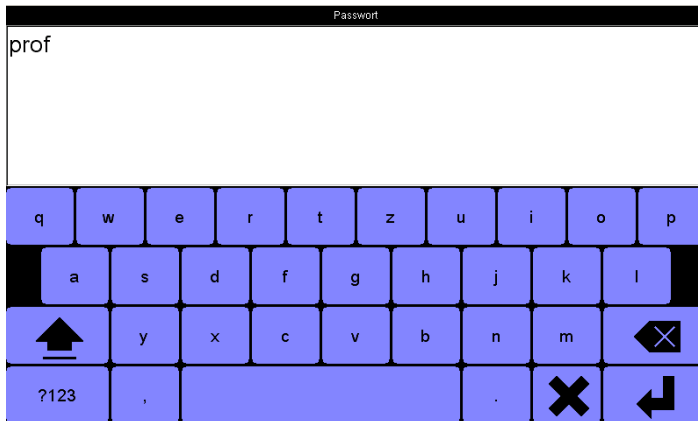 Passwort
prof
q w e r t z u i o p
a s d f g h j k l
y x c v b n m
?123 , .